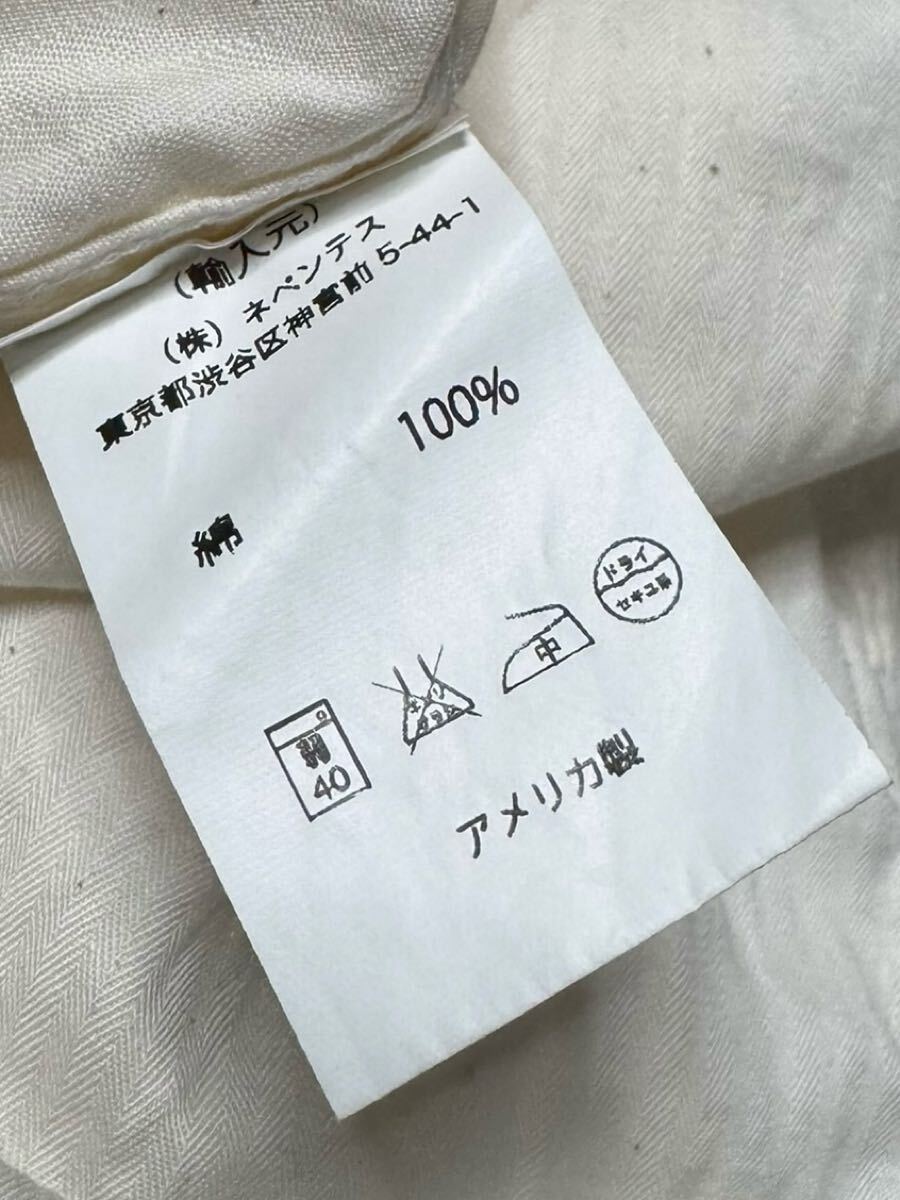 (輸入元)
(株) ネペンテス
東京都渋谷区神宮前 5-44-1
100%
弱
40
中
ドライ
セキユ系
アメリカ製